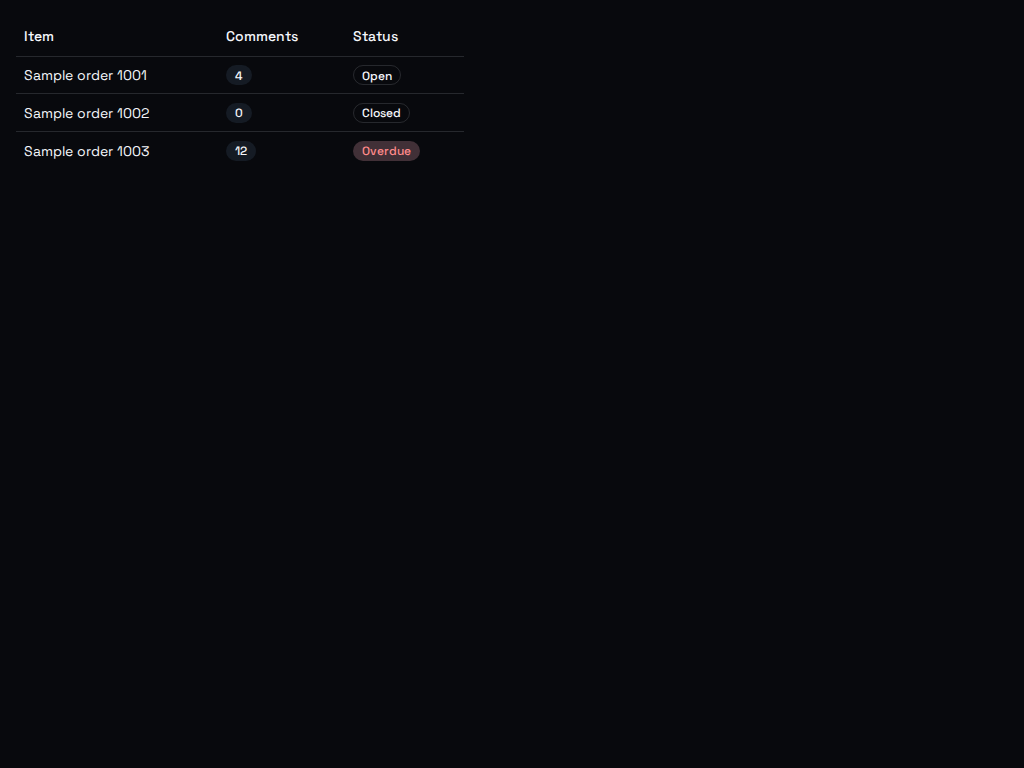 Item Comments Status
Sample order 1001 4 Open
Sample order 1002 0 Closed
Sample order 1003 12 Overdue